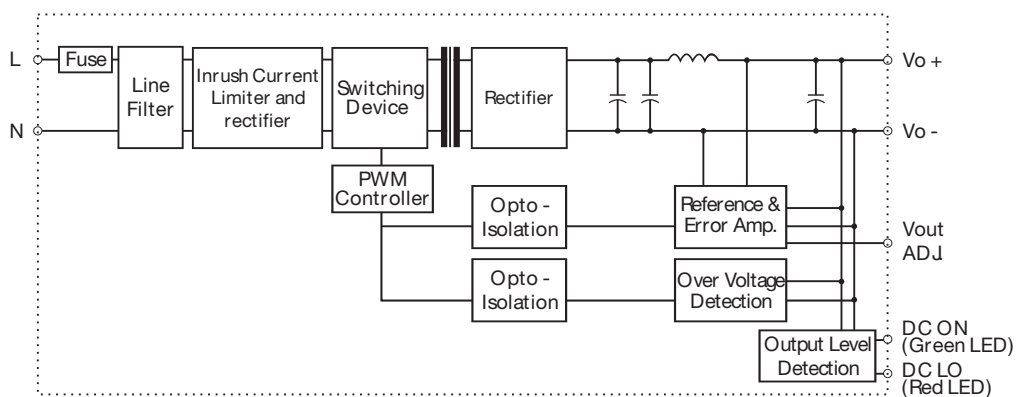 L
Fuse
N
Line
Filter
Inrush Current
Limiter and
rectifier
Switching
Device
Rectifier
Vo +
Vo -
PWM
Controller
Opto -
Isolation
Reference &
Error Amp.
Vout
ADJ.
Opto -
Isolation
Over Voltage
Detection
Output Level
Detection
DC ON
(Green LED)
DC LO
(Red LED)